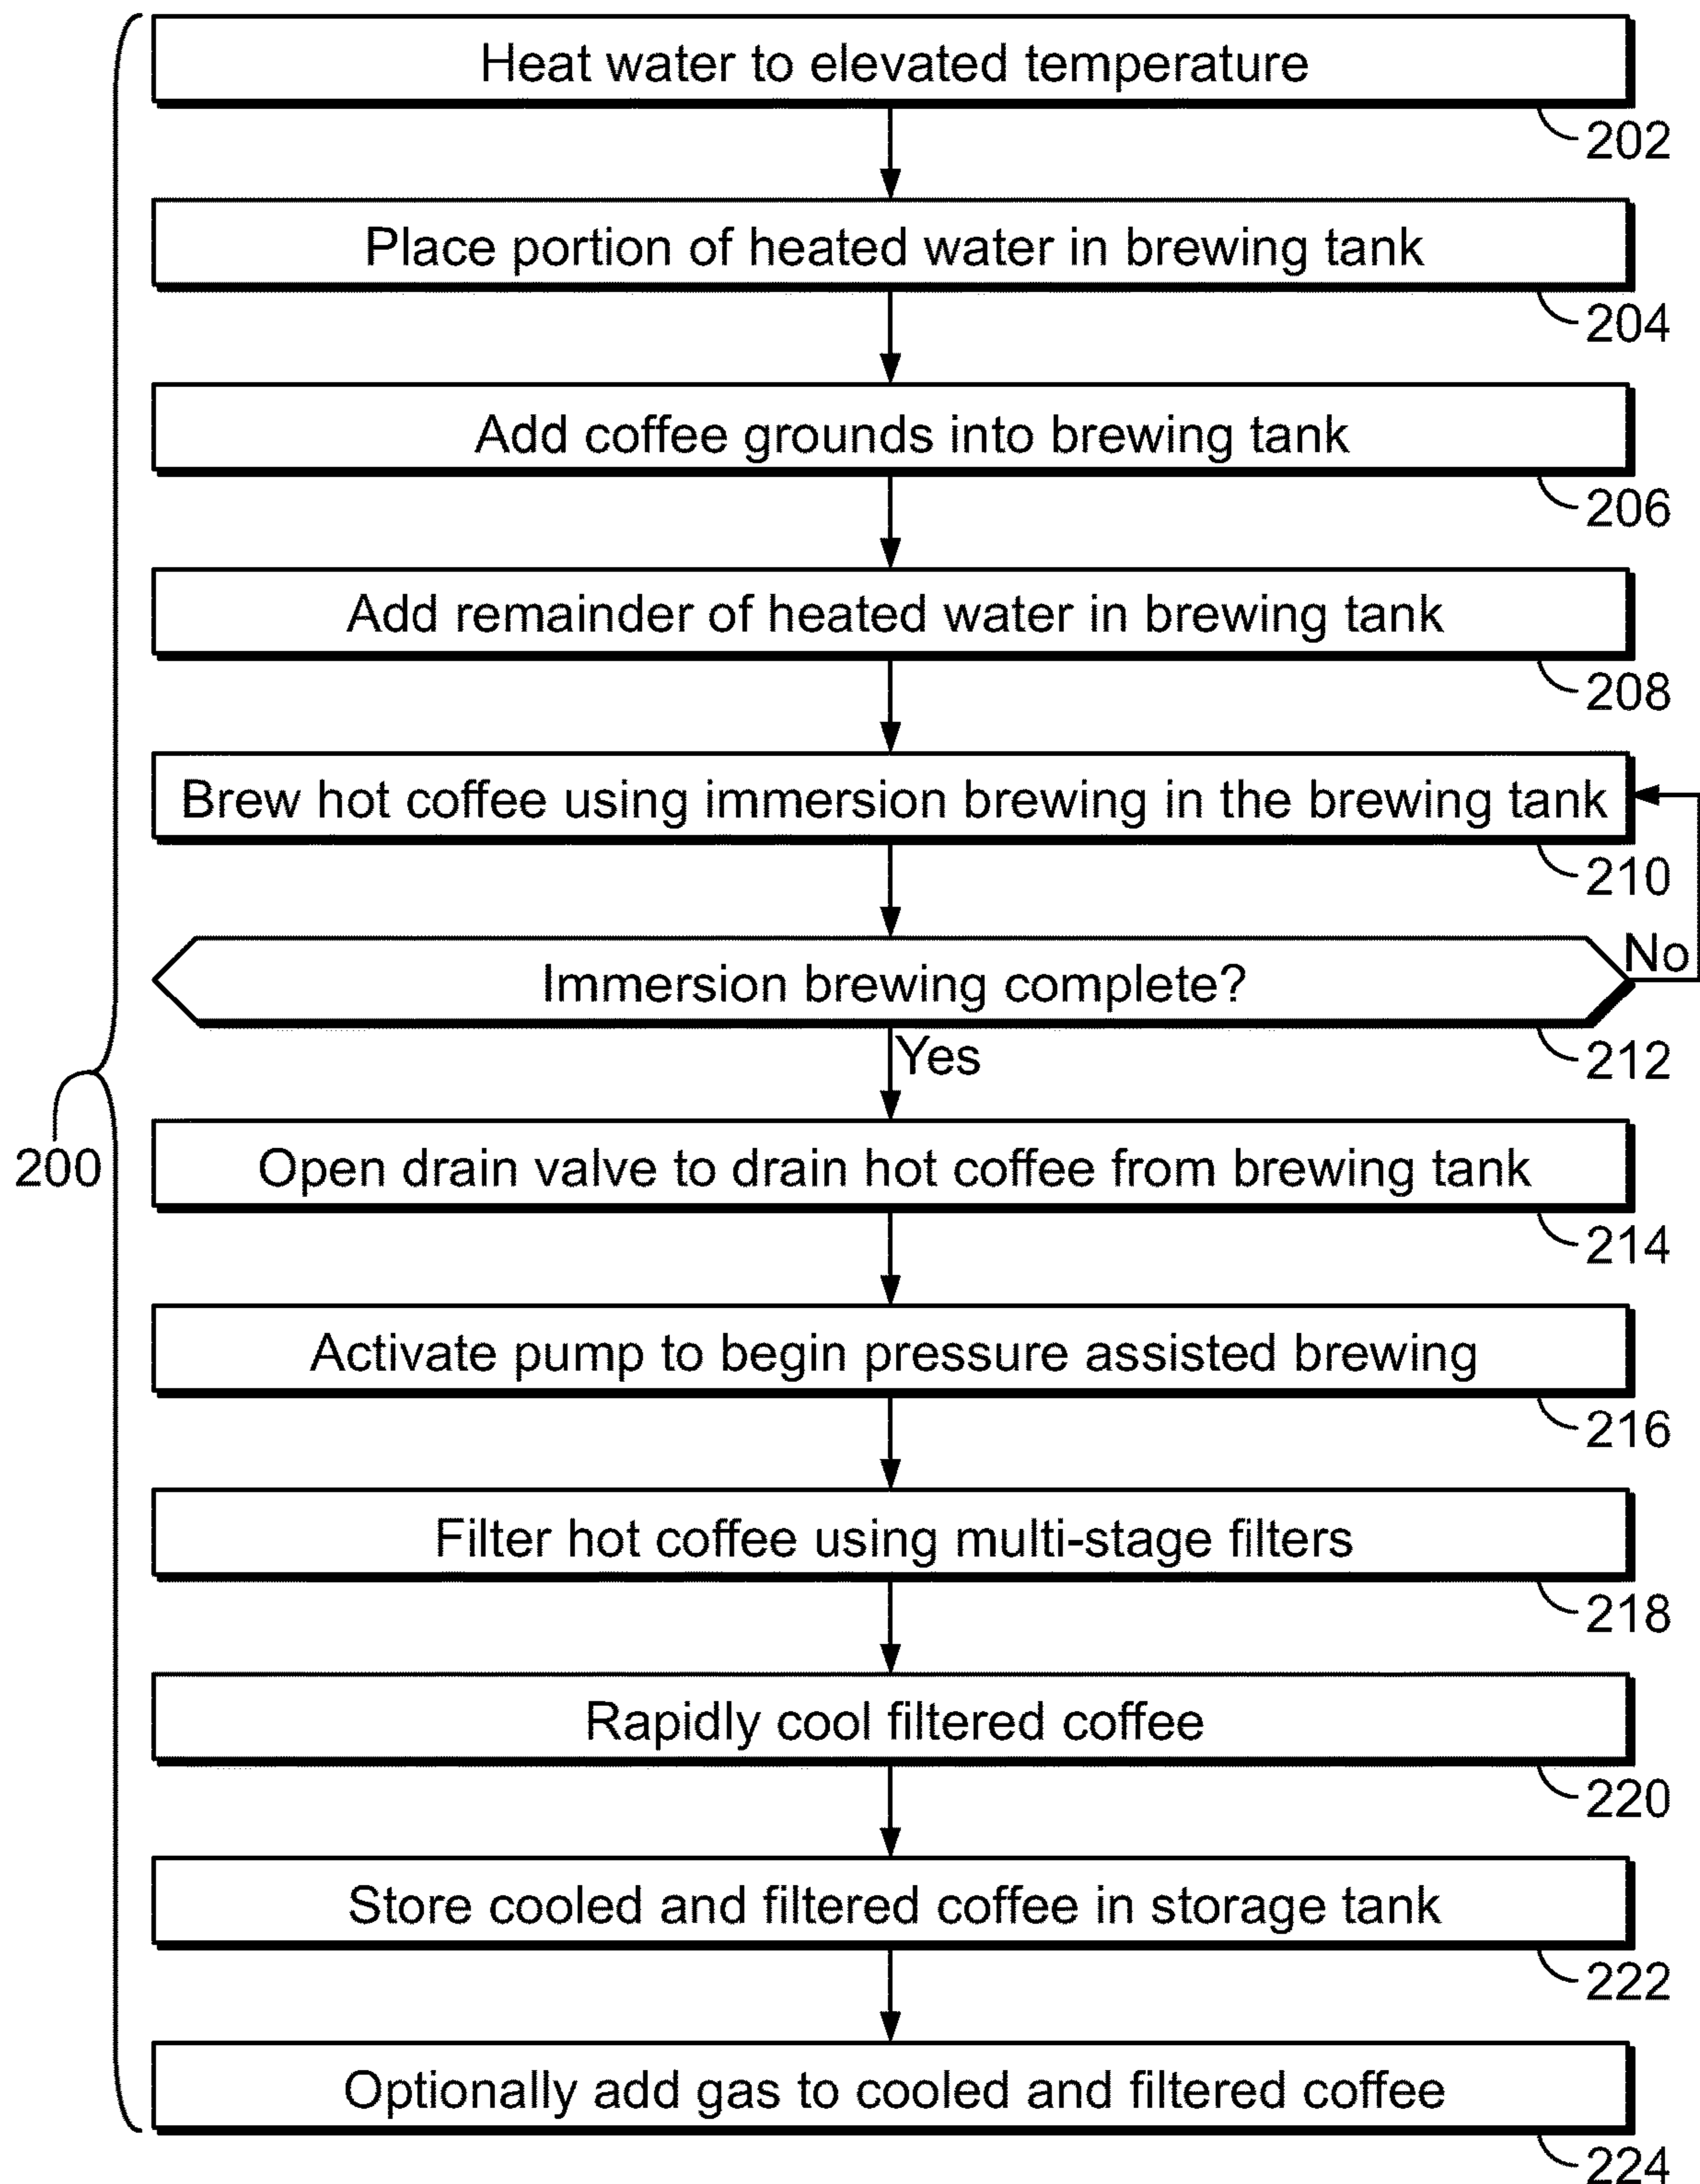 Heat water to elevated temperature
202
Place portion of heated water in brewing tank
204
Add coffee grounds into brewing tank
206
Add remainder of heated water in brewing tank
208
Brew hot coffee using immersion brewing in the brewing tank
210
Immersion brewing complete?
No
212
Yes
200
Open drain valve to drain hot coffee from brewing tank
214
Activate pump to begin pressure assisted brewing
216
Filter hot coffee using multi-stage filters
218
Rapidly cool filtered coffee
220
Store cooled and filtered coffee in storage tank
222
Optionally add gas to cooled and filtered coffee
224